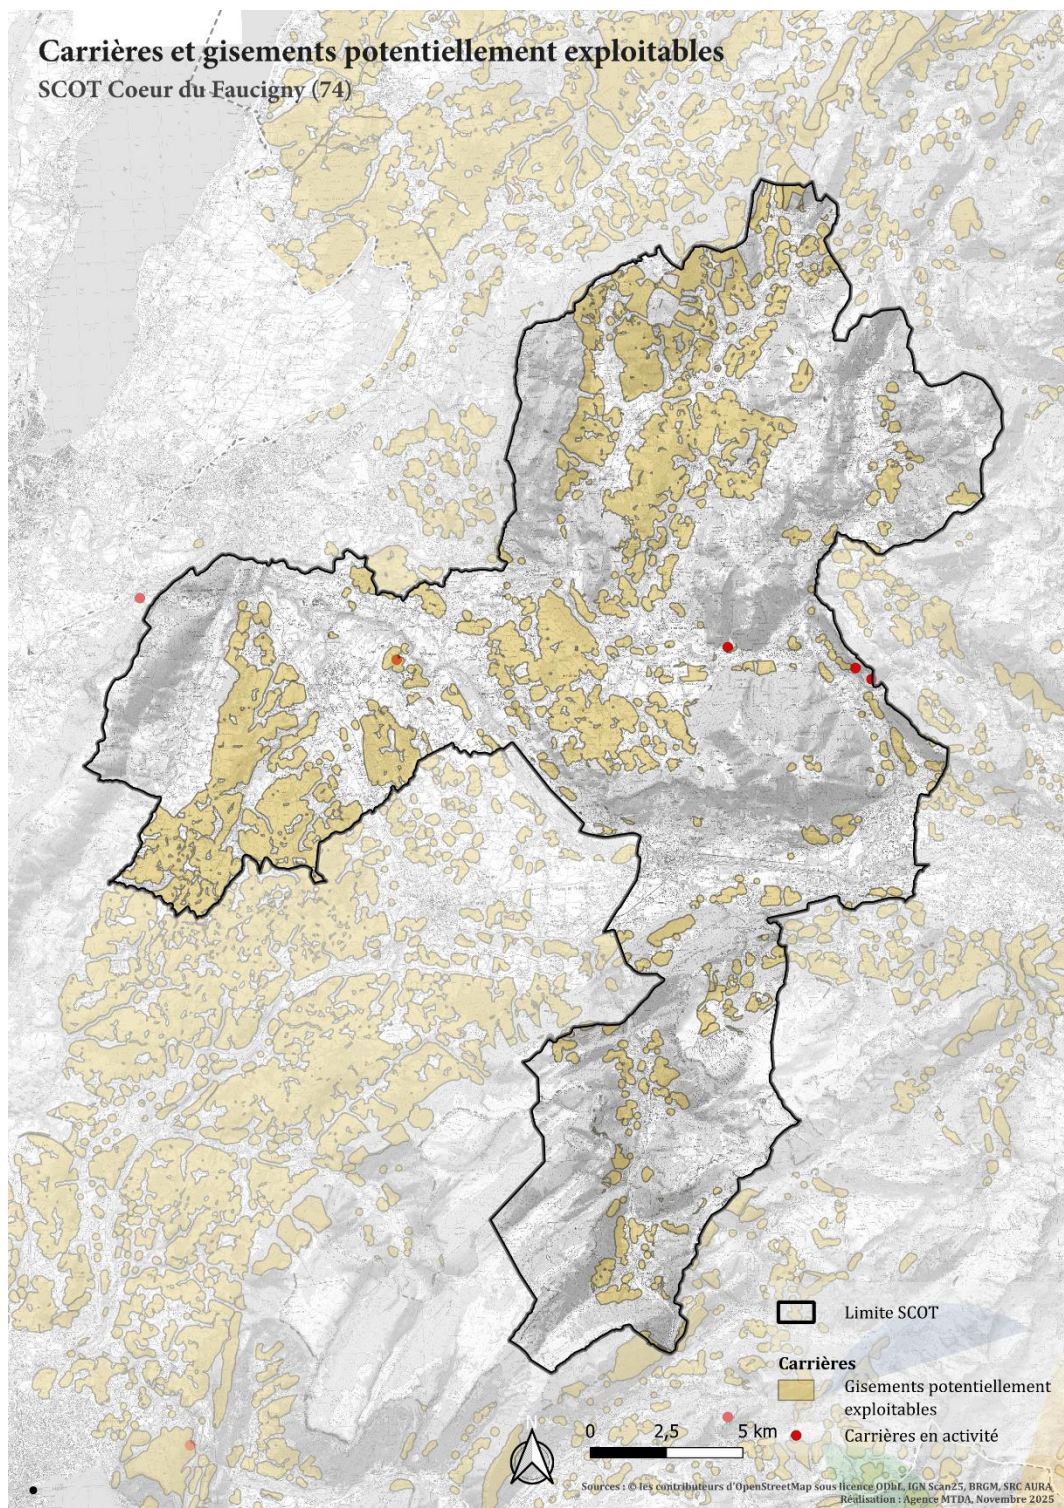 Carrières et gisements potentiellement exploitables
SCOT Coeur du Faucigny (74)
Limite SCOT
Carrières
Gisements potentiellement
exploitables
Carrières en activité
N
0 2,5 5 km
Sources : © les contributeurs d'OpenStreetMap sous licence ODbL, IGN Scan25, BRGM, SRC AURA
Réalisation : Agence MTDA, Novembre 2025